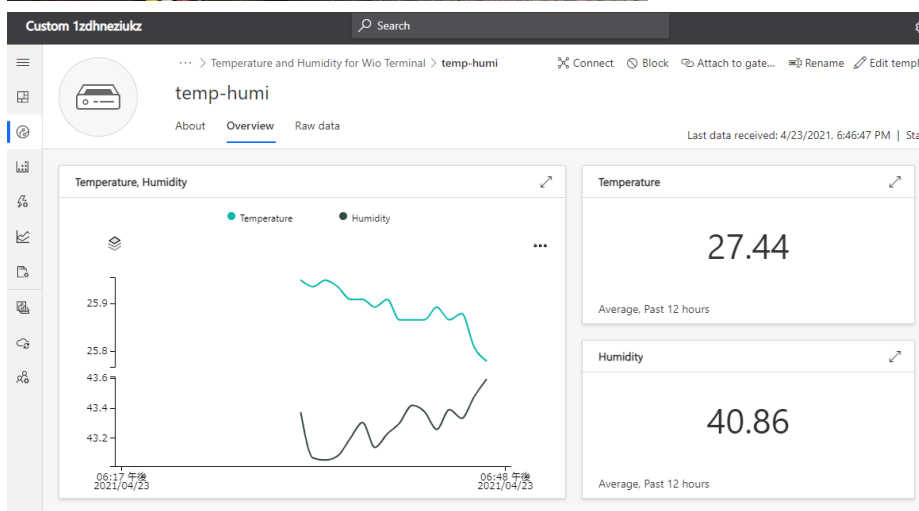 Custom 1zdhneziukz
Search
··· > Temperature and Humidity for Wio Terminal > temp-humi
Connect Block Attach to gate... Rename Edit templ
temp-humi
About Overview Raw data
Last data received: 4/23/2021, 6:46:47 PM | Sta
Temperature, Humidity
Temperature Humidity
25.9
25.8
43.6
43.4
43.2
06:17 午後
2021/04/23
06:48 午後
2021/04/23
Temperature
27.44
Average, Past 12 hours
Humidity
40.86
Average, Past 12 hours